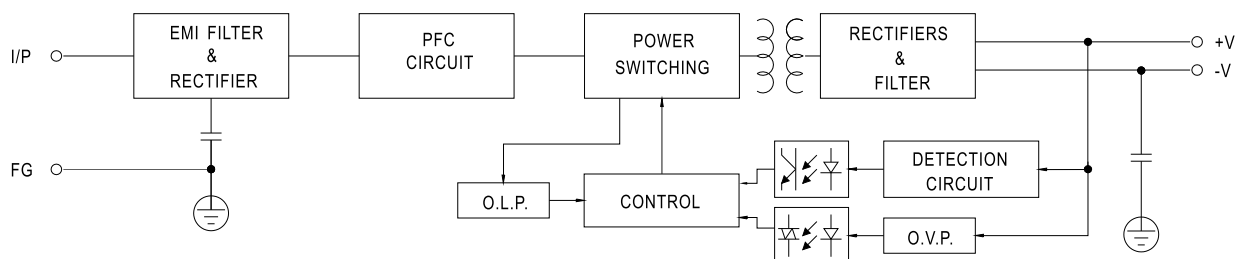 EMI FILTER
&
RECTIFIER
PFC
CIRCUIT
POWER
SWITCHING
RECTIFIERS
&
FILTER
+V
-V
I/P
FG
O.L.P.
CONTROL
DETECTION
CIRCUIT
O.V.P.